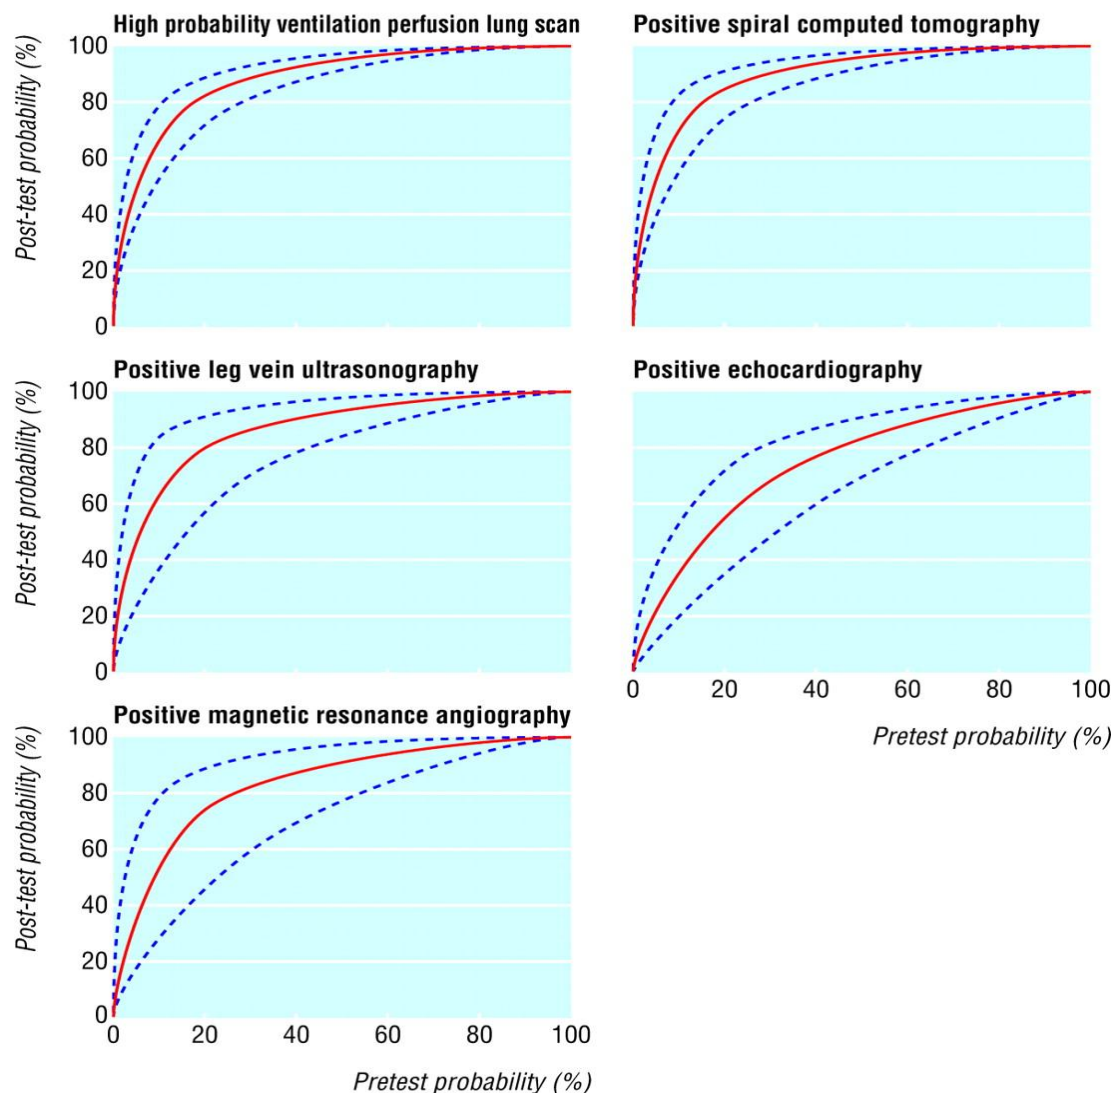 High probability ventilation perfusion lung scan
Post-test probability (%)
100
80
60
40
20
0
Positive spiral computed tomography
Positive leg vein ultrasonography
Post-test probability (%)
100
80
60
40
20
0
Positive echocardiography
0 20 40 60 80 100
Pretest probability (%)
Positive magnetic resonance angiography
Post-test probability (%)
100
80
60
40
20
0
0 20 40 60 80 100
Pretest probability (%)